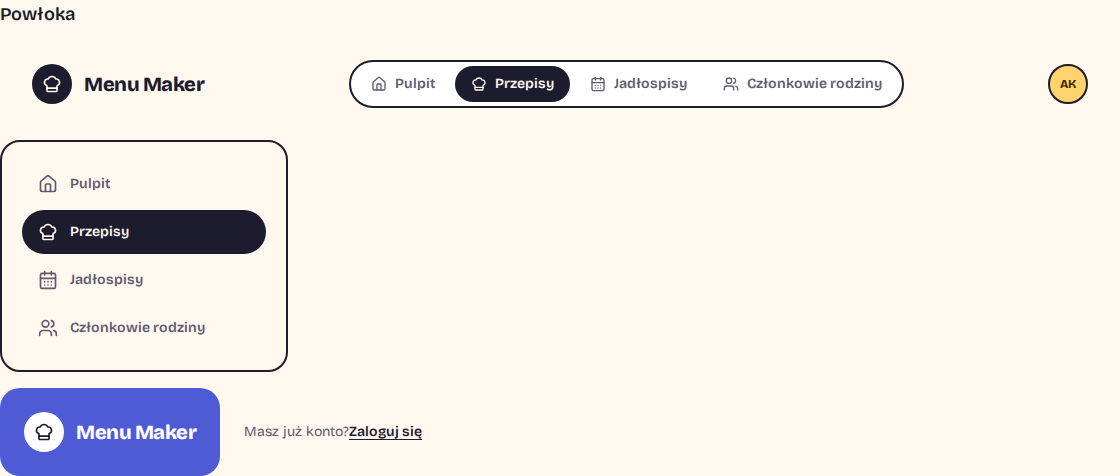 Powłoka
Menu Maker
Pulpit
Przepisy
Jadłospisy
Członkowie rodziny
AK
Pulpit
Przepisy
Jadłospisy
Członkowie rodziny
Menu Maker
Masz już konto?Zaloguj się